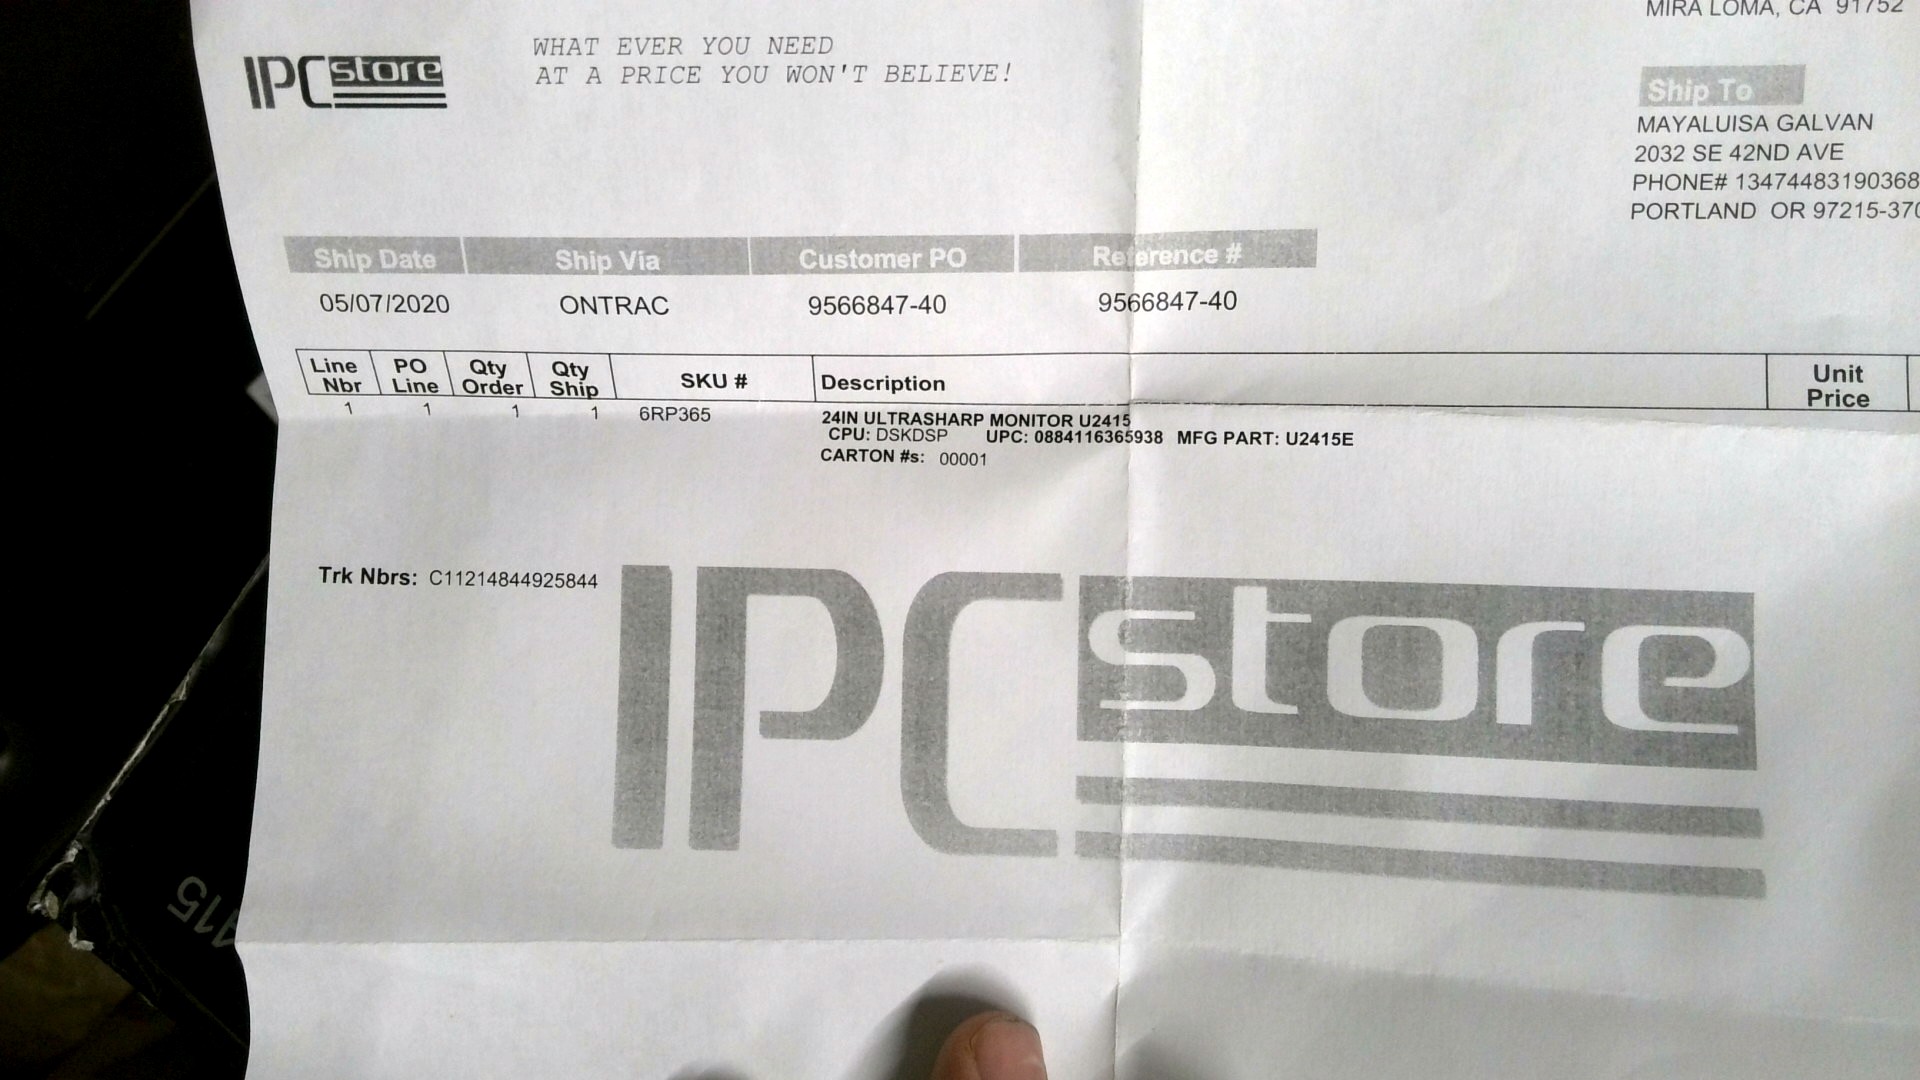 MIRA LOMA, CA 91752
IPC store
WHAT EVER YOU NEED
AT A PRICE YOU WON'T BELIEVE!
Ship To
MAYALUISA GALVAN
2032 SE 42ND AVE
PHONE# 13474483190368
PORTLAND OR 97215-370
Ship Date Ship Via Customer PO Reference #
05/07/2020 ONTRAC 9566847-40 9566847-40
Line Nbr PO Line Qty Order Qty Ship SKU # Description Unit Price
1 1 1 1 6RP365 24IN ULTRASHARP MONITOR U2415
CPU: DSKDSP UPC: 0884116365938 MFG PART: U2415E
CARTON #s: 00001
Trk Nbrs: C11214844925844
IPC store
415